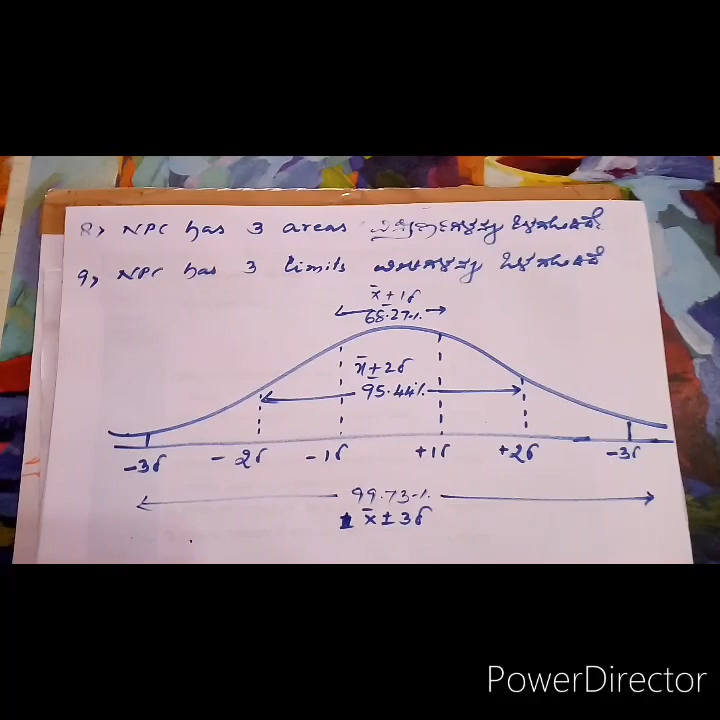 8, NPC has 3 areas
9, NPC has 3 limits
x̄ ± 1σ
68.27%
x̄ ± 2σ
95.44%
-3σ -2σ -1σ +1σ +2σ -3σ
99.73%
x̄ ± 3σ
PowerDirector